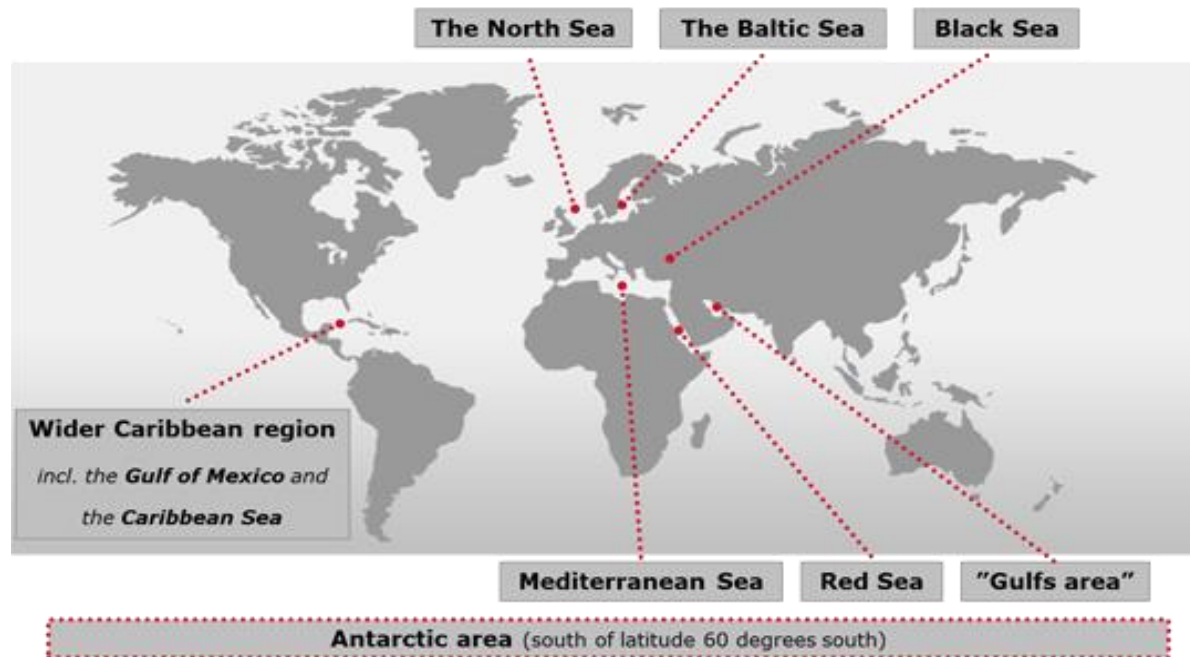 The North Sea
The Baltic Sea
Black Sea
Wider Caribbean region
incl. the Gulf of Mexico and
the Caribbean Sea
Mediterranean Sea
Red Sea
”Gulfs area”
Antarctic area (south of latitude 60 degrees south)